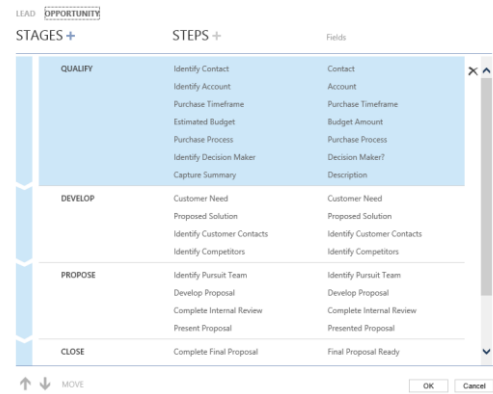 LEAD OPPORTUNITY
STAGES + STEPS + Fields
QUALIFY Identify Contact Contact
Identify Account Account
Purchase Timeframe Purchase Timeframe
Estimated Budget Budget Amount
Purchase Process Purchase Process
Identify Decision Maker Decision Maker?
Capture Summary Description
DEVELOP Customer Need Customer Need
Proposed Solution Proposed Solution
Identify Customer Contacts Identify Customer Contacts
Identify Competitors Identify Competitors
PROPOSE Identify Pursuit Team Identify Pursuit Team
Develop Proposal Develop Proposal
Complete Internal Review Complete Internal Review
Present Proposal Presented Proposal
CLOSE Complete Final Proposal Final Proposal Ready
MOVE OK Cancel